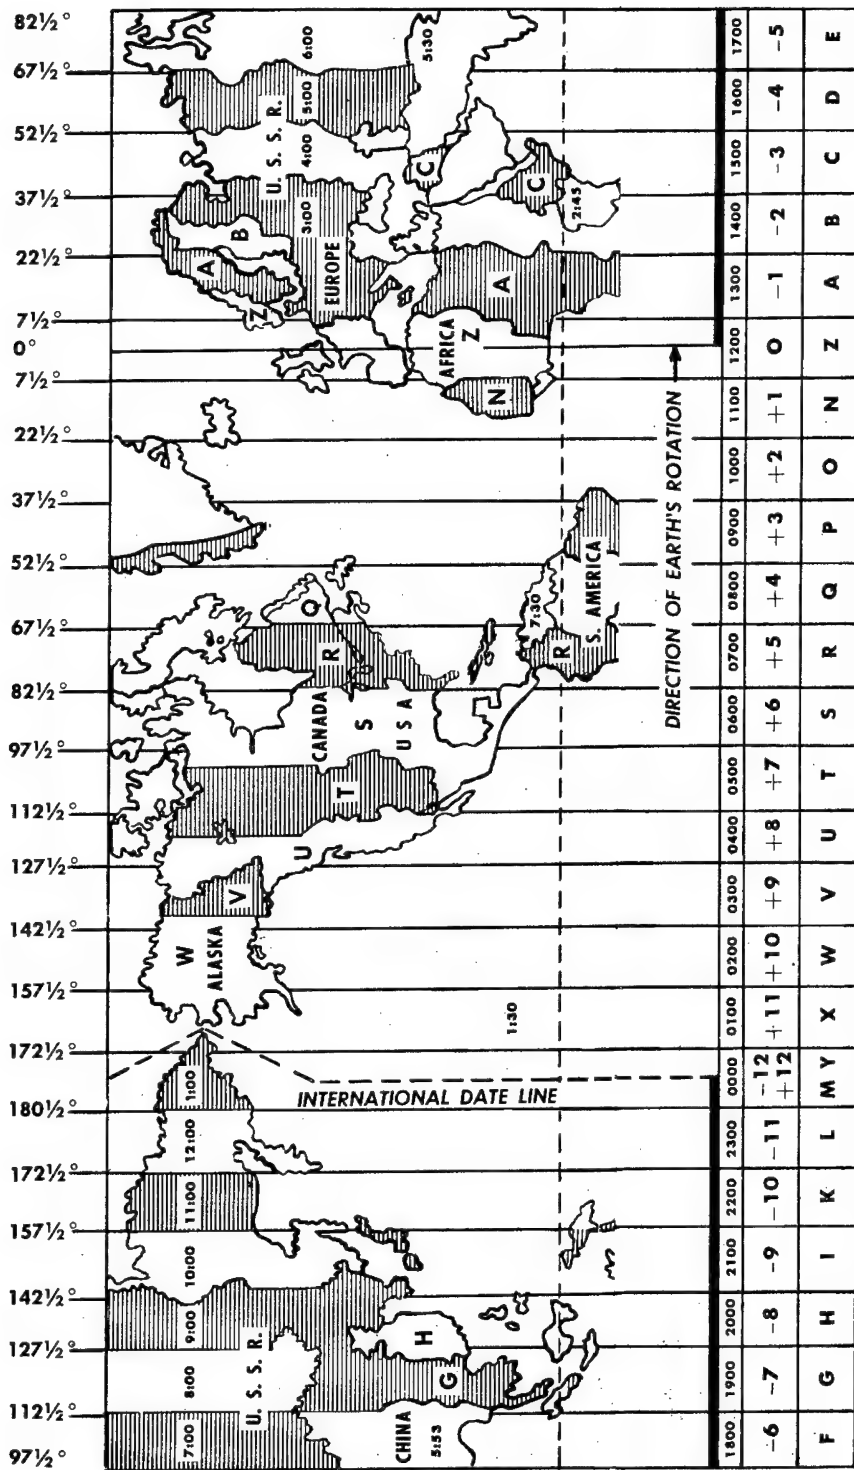 82½°
67½°
52½°
37½°
22½°
7½°
0°
7½°
22½°
37½°
52½°
67½°
82½°
97½°
112½°
127½°
142½°
157½°
172½°
180½°
172½°
157½°
142½°
127½°
112½°
97½°
7:00
8:00
9:00
10:00
11:00
12:00
1:00
U. S. S. R.
CHINA
5:53
G
H
INTERNATIONAL DATE LINE
1:30
W
ALASKA
V
U
T
CANADA
S
USA
R
Q
7:30
R
S. AMERICA
N
AFRICA
Z
A
Z
A
B
EUROPE
3:00
U. S. S. R.
4:00
5:00
6:00
5:30
C
C
2:45
DIRECTION OF EARTH'S ROTATION
1800 1900 2000 2100 2200 2300 0000 0100 0200 0300 0400 0500 0600 0700 0800 0900 1000 1100 1200 1300 1400 1500 1600 1700
-6 -7 -8 -9 -10 -11 -12 +12 +11 +10 +9 +8 +7 +6 +5 +4 +3 +2 +1 0 -1 -2 -3 -4 -5
F G H I K L M Y X W V U T S R Q P O N Z A B C D E